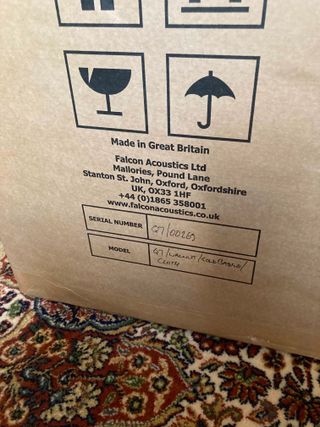 Made in Great Britain
Falcon Acoustics Ltd
Mallories, Pound Lane
Stanton St. John, Oxford, Oxfordshire
UK, OX33 1HF
+44 (0)1865 358001
www.falconacoustics.co.uk
SERIAL NUMBER
MODEL